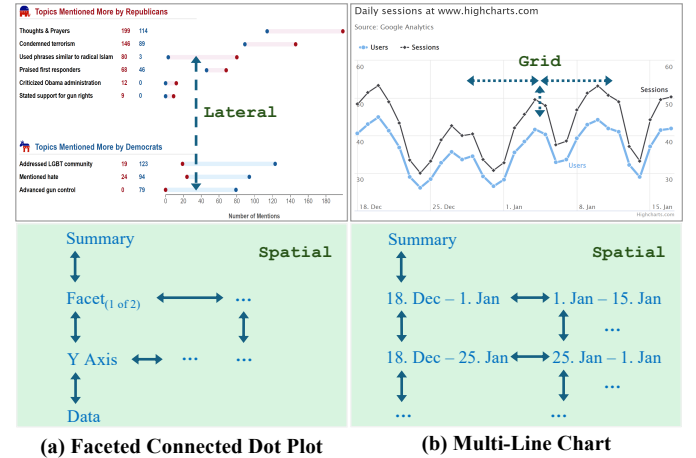 Topics Mentioned More by Republicans
Thoughts & Prayers 199 114
Condemned terrorism 146 89
Used phrases similar to radical Islam 80 3
Praised first responders 68 46
Criticized Obama administration 12 0
Stated support for gun rights 9 0
Lateral
Topics Mentioned More by Democrats
Addressed LGBT community 19 123
Mentioned hate 24 94
Advanced gun control 0 79
0 20 40 60 80 100 120 140 160 180
Number of Mentions
Daily sessions at www.highcharts.com
Source: Google Analytics
Users Sessions
Grid
60 60
Sessions
50 50
40 40
Users
30 30
18. Dec 25. Dec 1. Jan 8. Jan 15. Jan
Highcharts.com
Summary
Spatial
Facet(1 of 2) ...
Y Axis ... ...
Data
Summary
Spatial
18. Dec – 1. Jan 1. Jan – 15. Jan
...
18. Dec – 25. Jan 25. Jan – 1. Jan
...
... ...
(a) Faceted Connected Dot Plot
(b) Multi-Line Chart